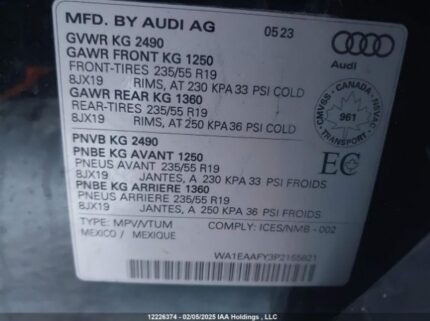 MFD. BY AUDI AG 05 23
GVWR KG 2490
GAWR FRONT KG 1250
FRONT-TIRES 235/55 R19
8JX19 RIMS, AT 230 KPA 33 PSI COLD
GAWR REAR KG 1360
REAR-TIRES 235/55 R19
8JX19 RIMS, AT 250 KPA 36 PSI COLD
Audi
CMVSS - CANADA - NSVAC
961
TRANSPORT
PNVB KG 2490
PNBE KG AVANT 1250
PNEUS AVANT 235/55 R19
8JX19 JANTES, A 230 KPA 33 PSI FROIDS
PNBE KG ARRIERE 1360
PNEUS ARRIERE 235/55 R19
8JX19 JANTES, A 250 KPA 36 PSI FROIDS
EC
TYPE: MPV/VTUM COMPLY: ICES/NMB - 002
MEXICO / MEXIQUE
WA1EAAFY3P2155821
12226374 - 02/05/2025 IAA Holdings , LLC